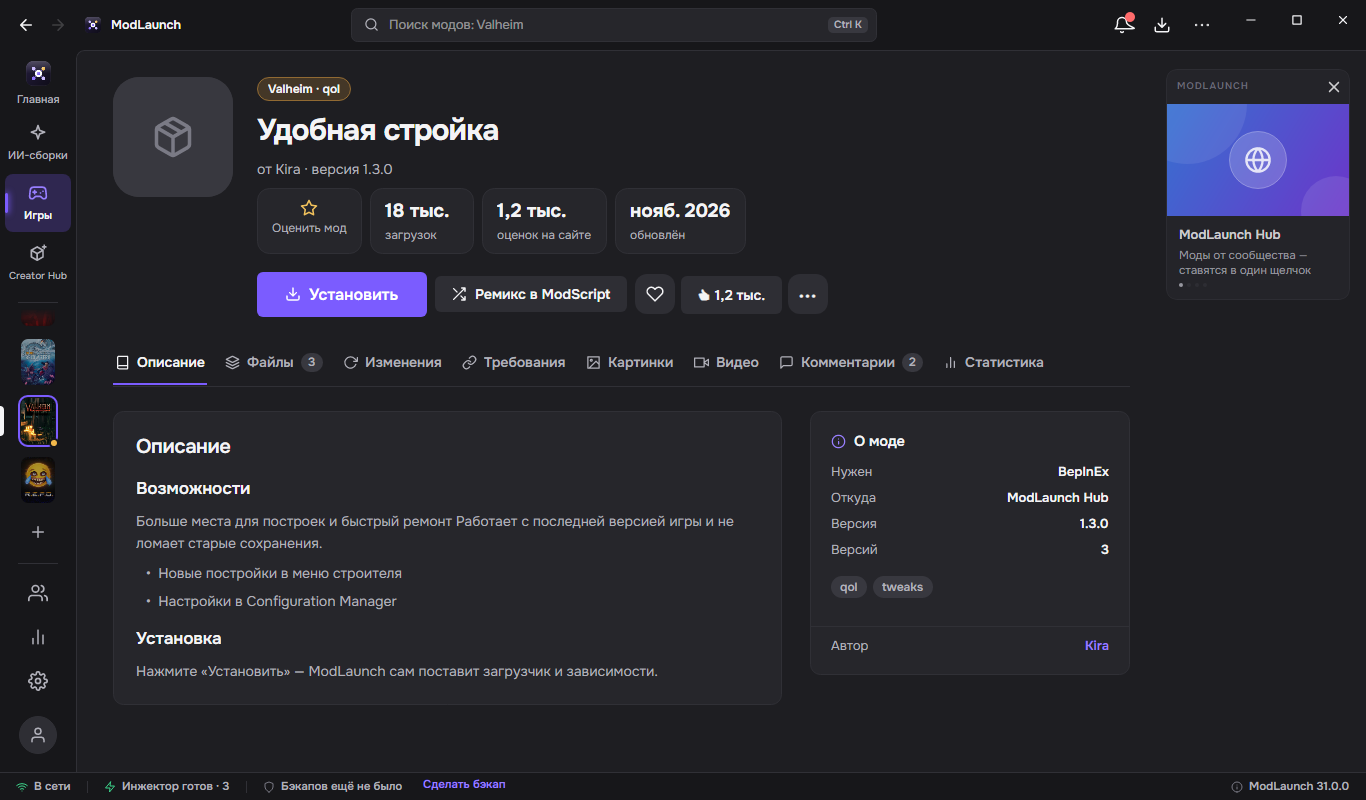 ModLaunch
Поиск модов: Valheim
Ctrl K
Главная
ИИ-сборки
Игры
Creator Hub
Valheim · qol
Удобная стройка
от Kira · версия 1.3.0
Оценить мод
18 тыс.
загрузок
1,2 тыс.
оценок на сайте
нояб. 2026
обновлён
Установить
Ремикс в ModScript
1,2 тыс.
MODLAUNCH
ModLaunch Hub
Моды от сообщества —
ставятся в один щелчок
Описание
Файлы 3
Изменения
Требования
Картинки
Видео
Комментарии 2
Статистика
Описание
Возможности
Больше места для построек и быстрый ремонт Работает с последней версией игры и не
ломает старые сохранения.
• Новые постройки в меню строителя
• Настройки в Configuration Manager
Установка
Нажмите «Установить» — ModLaunch сам поставит загрузчик и зависимости.
О моде
Нужен BepInEx
Откуда ModLaunch Hub
Версия 1.3.0
Версий 3
qol tweaks
Автор Kira
R.E.P.O.
В сети
Инжектор готов · 3
Бэкапов ещё не было
Сделать бэкап
ModLaunch 31.0.0